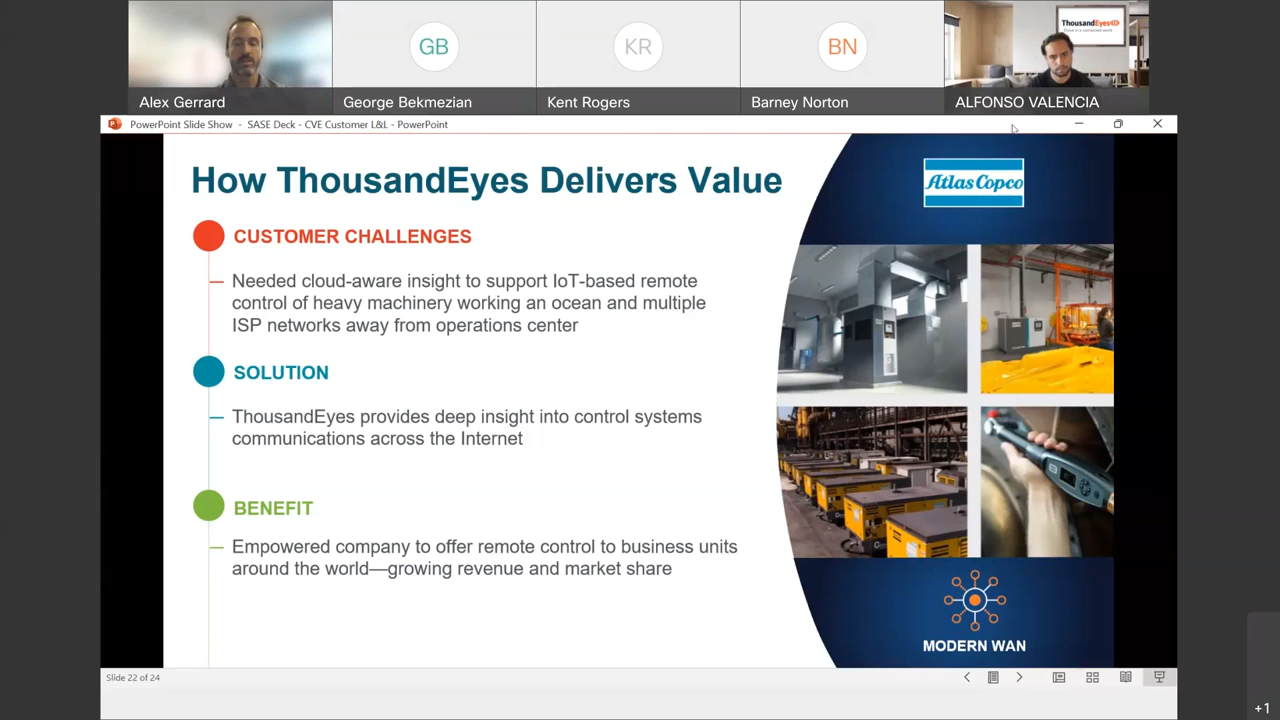 GB
KR
BN
ThousandEyes
Alex Gerrard
George Bekmezian
Kent Rogers
Barney Norton
ALFONSO VALENCIA
PowerPoint Slide Show - SASE Deck - CVE Customer L&L - PowerPoint
How ThousandEyes Delivers Value
Atlas Copco
CUSTOMER CHALLENGES
Needed cloud-aware insight to support IoT-based remote
control of heavy machinery working an ocean and multiple
ISP networks away from operations center
SOLUTION
ThousandEyes provides deep insight into control systems
communications across the Internet
BENEFIT
Empowered company to offer remote control to business units
around the world—growing revenue and market share
MODERN WAN
Slide 22 of 24
+1